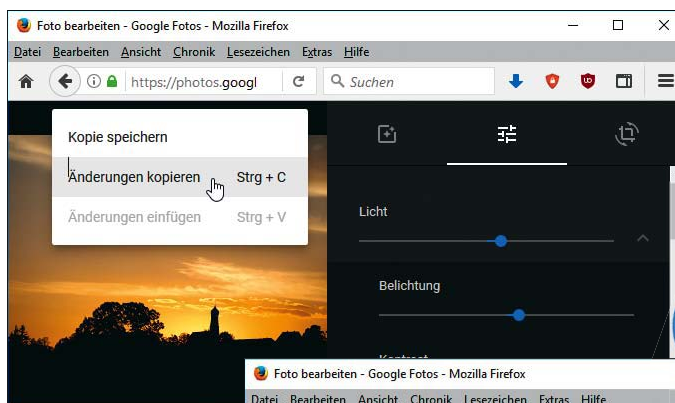 Foto bearbeiten - Google Fotos - Mozilla Firefox
Datei Bearbeiten Ansicht Chronik Lesezeichen Extras Hilfe
https://photos.googl
Suchen
Kopie speichern
Änderungen kopieren Strg + C
Änderungen einfügen Strg + V
Licht
Belichtung
Kontrast
Foto bearbeiten - Google Fotos - Mozilla Firefox
Datei Bearbeiten Ansicht Chronik Lesezeichen Extras Hilfe